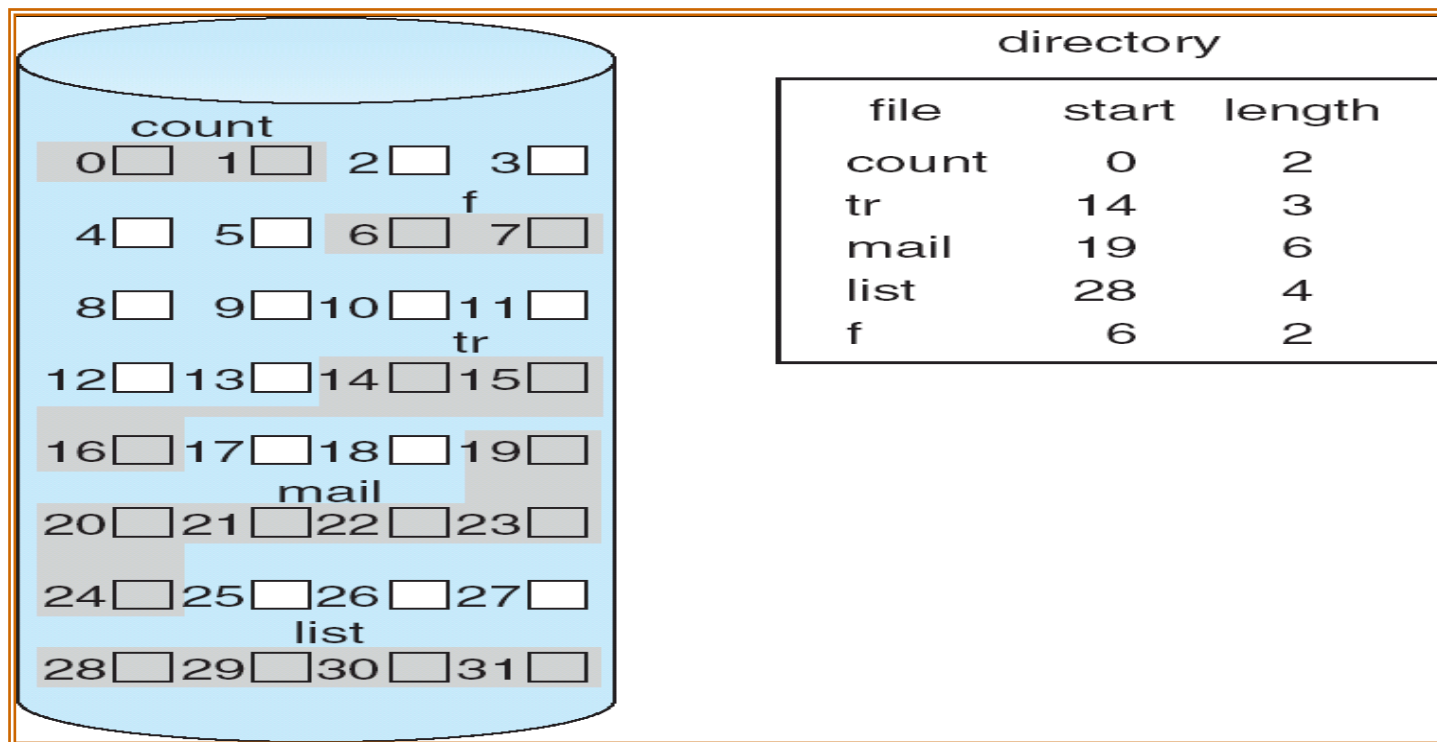 count
0 1 2 3
f
4 5 6 7
8 9 10 11
tr
12 13 14 15
16 17 18 19
mail
20 21 22 23
24 25 26 27
list
28 29 30 31
directory
file start length
count 0 2
tr 14 3
mail 19 6
list 28 4
f 6 2